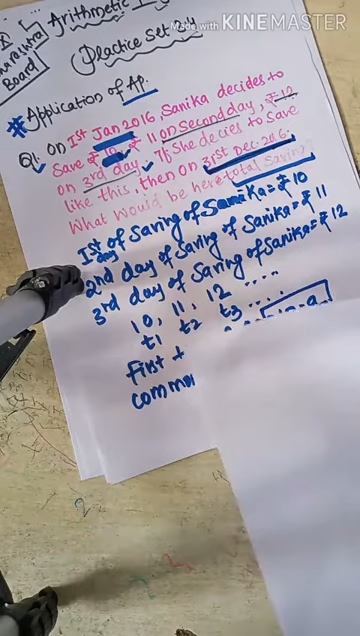 Made With KINEMASTER
Arithmetic
Maharashtra
Board
Practice Set
# Application of Ap.
Q1. On 1st Jan 2016, Sanika decides to
save ₹ 10, ₹ 11 on second day, ₹ 12
on 3rd day. If she decies to save
like this, then on 31st Dec. 2016.
What would be here total saving
1st day of saving of Sanika = ₹ 10
2nd day of saving of Sanika = ₹ 11
3rd day of saving of Sanika = ₹ 12
10, 11, 12 .....
t1 t2 t3 .....
first t
common